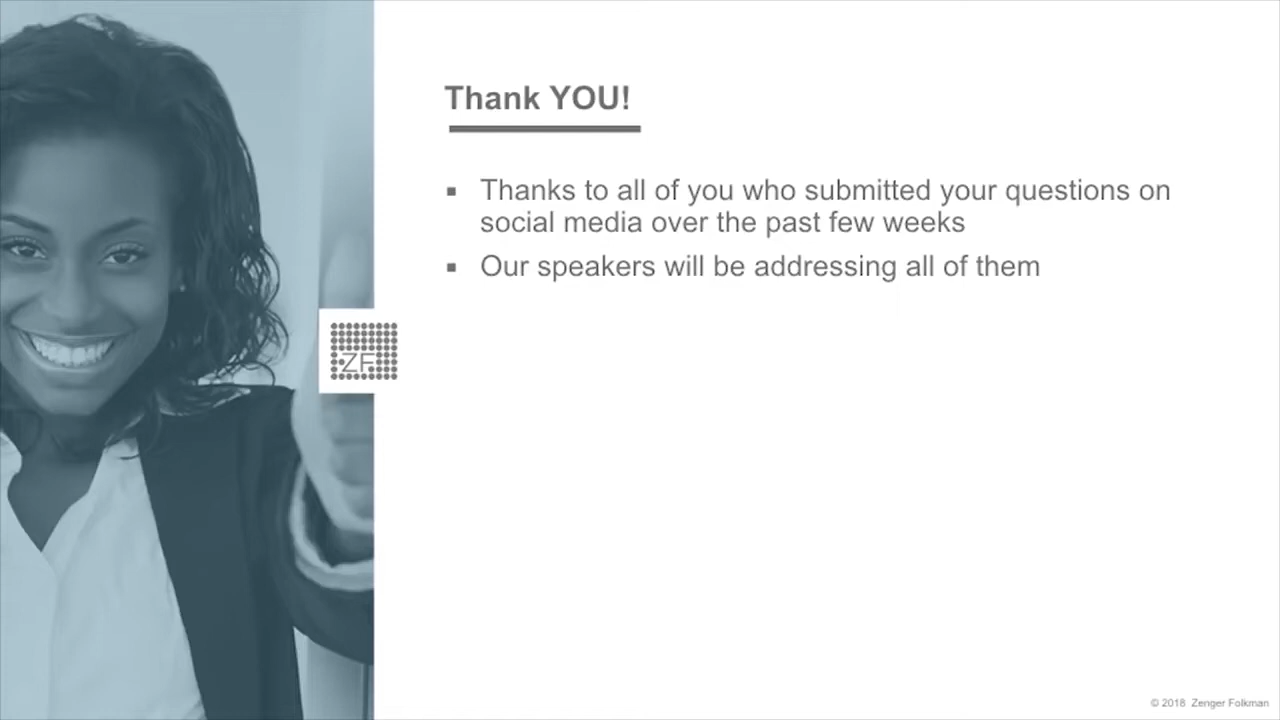 Thank YOU!
Thanks to all of you who submitted your questions on
social media over the past few weeks
Our speakers will be addressing all of them
ZF
© 2018 Zenger Folkman